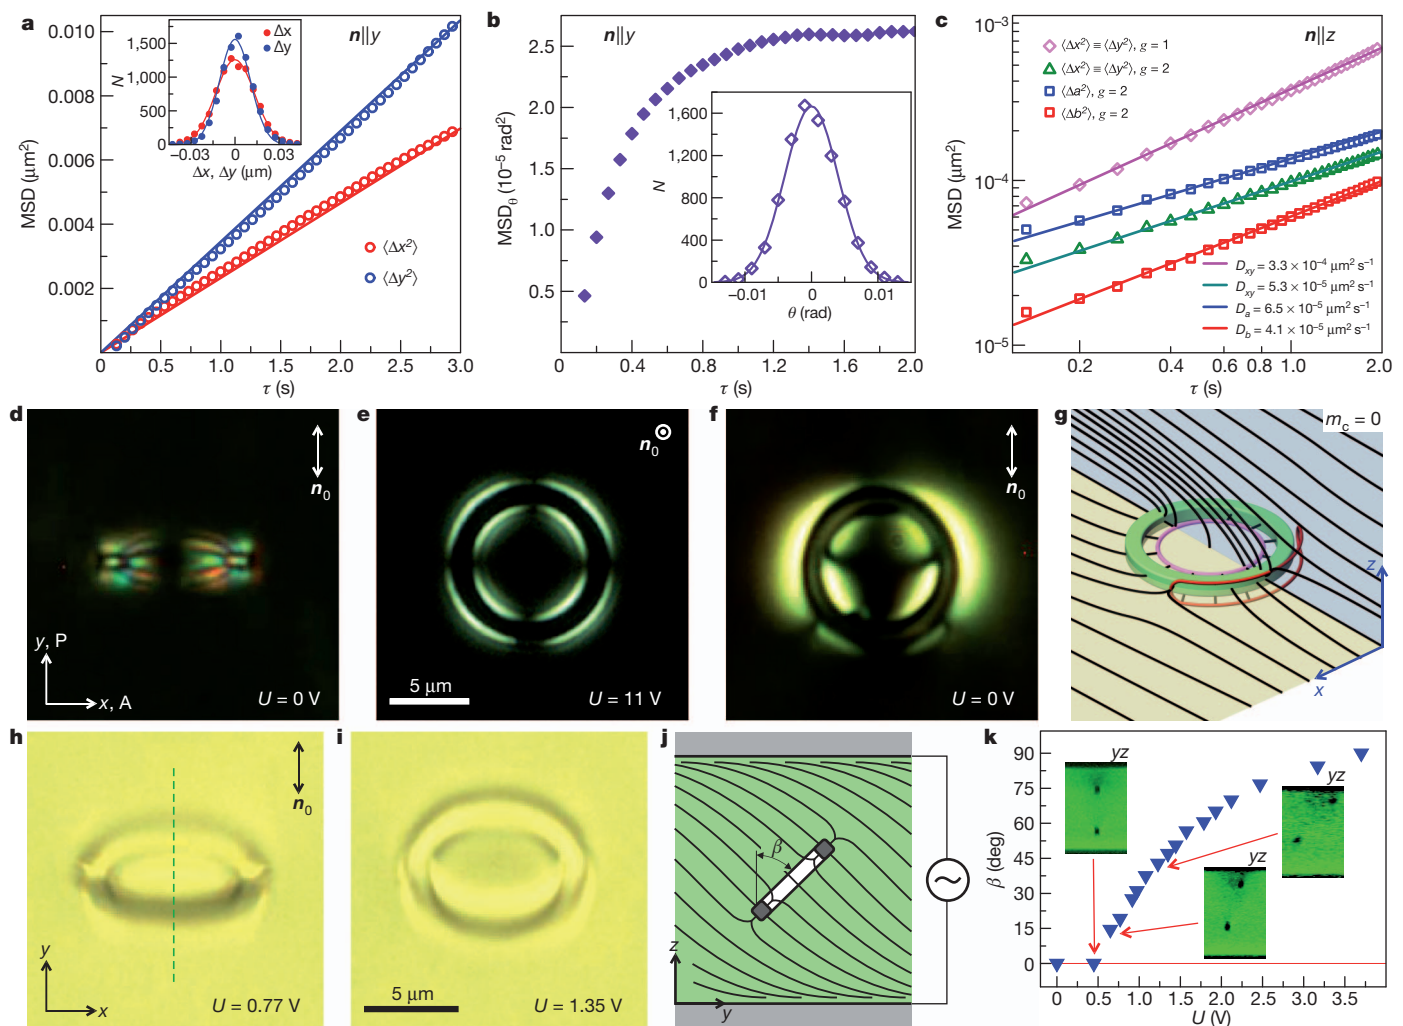 a
n||y
MSD (μm²)
0.010
0.008
0.006
0.004
0.002
0
0.5
1.0
1.5
2.0
2.5
3.0
τ (s)
⟨Δx²⟩
⟨Δy²⟩
N
1,500
1,000
500
0
−0.03
0
0.03
Δx, Δy (μm)
Δx
Δy
b
n||y
MSDθ (10⁻⁵ rad²)
2.5
2.0
1.5
1.0
0.5
0
0.4
0.8
1.2
1.6
2.0
τ (s)
N
1,600
1,200
800
400
0
−0.01
0
0.01
θ (rad)
c
n||z
MSD (μm²)
10⁻³
10⁻⁴
10⁻⁵
⟨Δx²⟩ ≡ ⟨Δy²⟩, g = 1
⟨Δx²⟩ ≡ ⟨Δy²⟩, g = 2
⟨Δa²⟩, g = 2
⟨Δb²⟩, g = 2
Dxy = 3.3 × 10⁻⁴ μm² s⁻¹
Dxy = 5.3 × 10⁻⁵ μm² s⁻¹
Da = 6.5 × 10⁻⁵ μm² s⁻¹
Db = 4.1 × 10⁻⁵ μm² s⁻¹
0.2
0.4
0.6
0.8
1.0
2.0
τ (s)
d
n₀
y, P
x, A
U = 0 V
e
n₀
5 μm
U = 11 V
f
n₀
U = 0 V
g
mc = 0
z
x
h
n₀
y
x
U = 0.77 V
i
5 μm
U = 1.35 V
j
β
z
y
k
β (deg)
90
75
60
45
30
15
0
yz
yz
yz
0
0.5
1.0
1.5
2.0
2.5
3.0
3.5
U (V)